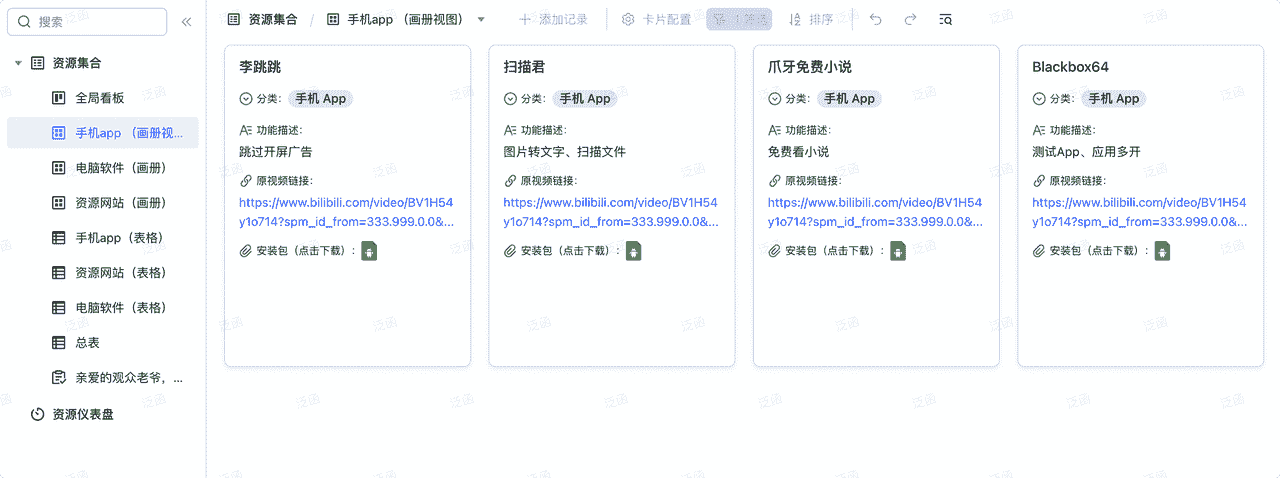 搜索
资源集合
全局看板
手机app （画册视...
电脑软件（画册）
资源网站（画册）
手机app（表格）
资源网站（表格）
电脑软件（表格）
总表
亲爱的观众老爷，...
资源仪表盘
资源集合 / 手机app （画册视图） 添加记录 卡片配置 1 筛选 排序
李跳跳
分类： 手机 App
功能描述：
跳过开屏广告
原视频链接：
https://www.bilibili.com/video/BV1H54
y1o714?spm_id_from=333.999.0.0&...
安装包（点击下载）：
扫描君
分类： 手机 App
功能描述：
图片转文字、扫描文件
原视频链接：
https://www.bilibili.com/video/BV1H54
y1o714?spm_id_from=333.999.0.0&...
安装包（点击下载）：
爪牙免费小说
分类： 手机 App
功能描述：
免费看小说
原视频链接：
https://www.bilibili.com/video/BV1H54
y1o714?spm_id_from=333.999.0.0&...
安装包（点击下载）：
Blackbox64
分类： 手机 App
功能描述：
测试App、应用多开
原视频链接：
https://www.bilibili.com/video/BV1H54
y1o714?spm_id_from=333.999.0.0&...
安装包（点击下载）：
泛函